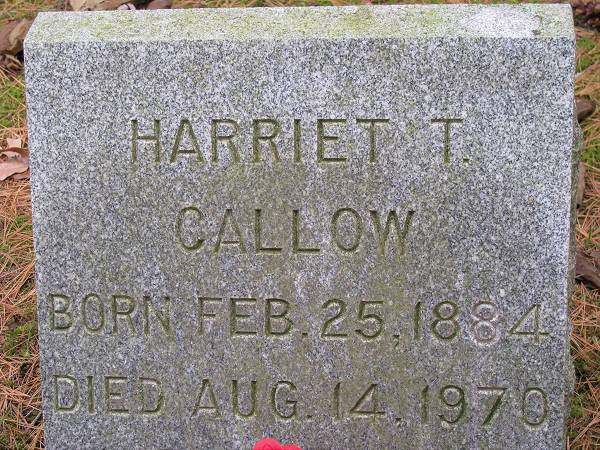 HARRIET T.
CALLOW
BORN FEB. 25, 1884
DIED AUG. 14, 1970